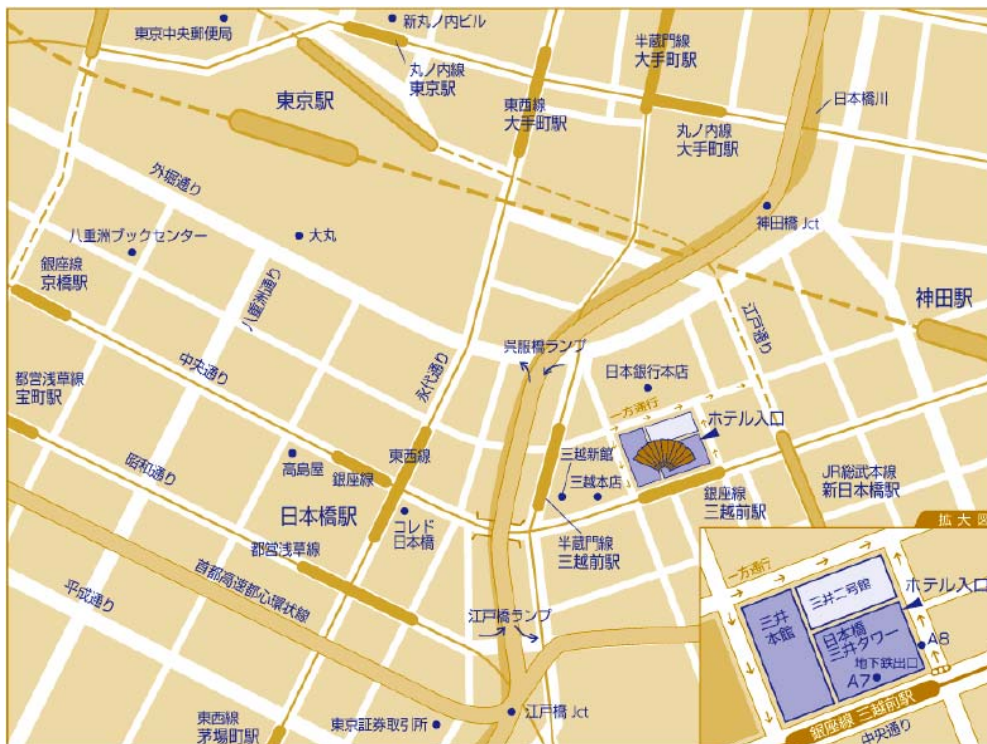 東京中央郵便局
新丸ノ内ビル
丸ノ内線
東京駅
半蔵門線
大手町駅
東京駅
東西線
大手町駅
日本橋川
丸ノ内線
大手町駅
外堀通り
神田橋 Jct
八重洲ブックセンター
大丸
銀座線
京橋駅
八重洲通り
神田駅
江戸通り
中央通り
永代通り
呉服橋ランプ
日本銀行本店
都営浅草線
宝町駅
一方通行
ホテル入口
昭和通り
高島屋
銀座線
東西線
三越新館
三越本店
銀座線
三越前駅
JR総武本線
新日本橋駅
日本橋駅
コレド
日本橋
半蔵門線
三越前駅
都営浅草線
首都高速都心環状線
平成通り
江戸橋ランプ
東西線
茅場町駅
東京証券取引所
江戸橋 Jct
拡大図
一方通行
ホテル入口
三井二号館
三井
本館
日本橋
三井タワー
A8
地下鉄出口
A7
銀座線 三越前駅
中央通り